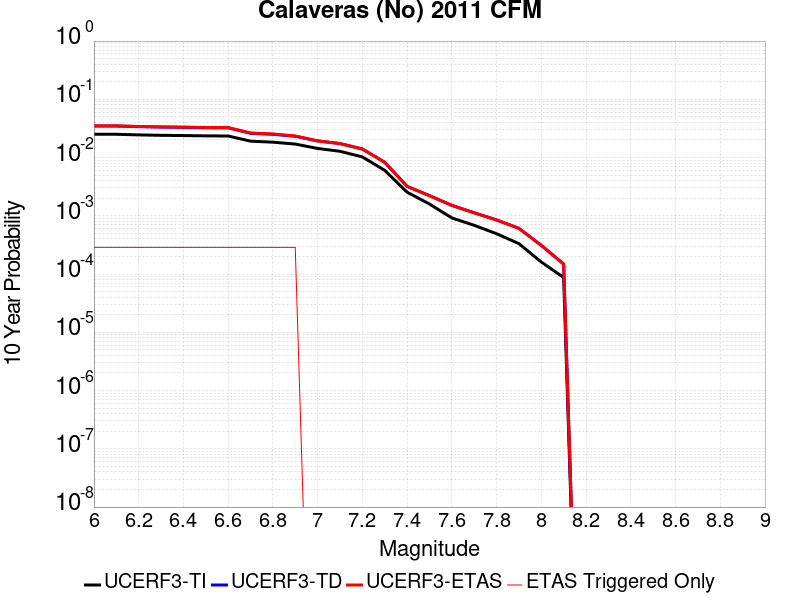 Calaveras (No) 2011 CFM
10 Year Probability
10^0
10^-1
10^-2
10^-3
10^-4
10^-5
10^-6
10^-7
10^-8
6 6.2 6.4 6.6 6.8 7 7.2 7.4 7.6 7.8 8 8.2 8.4 8.6 8.8 9
Magnitude
UCERF3-TI UCERF3-TD UCERF3-ETAS ETAS Triggered Only